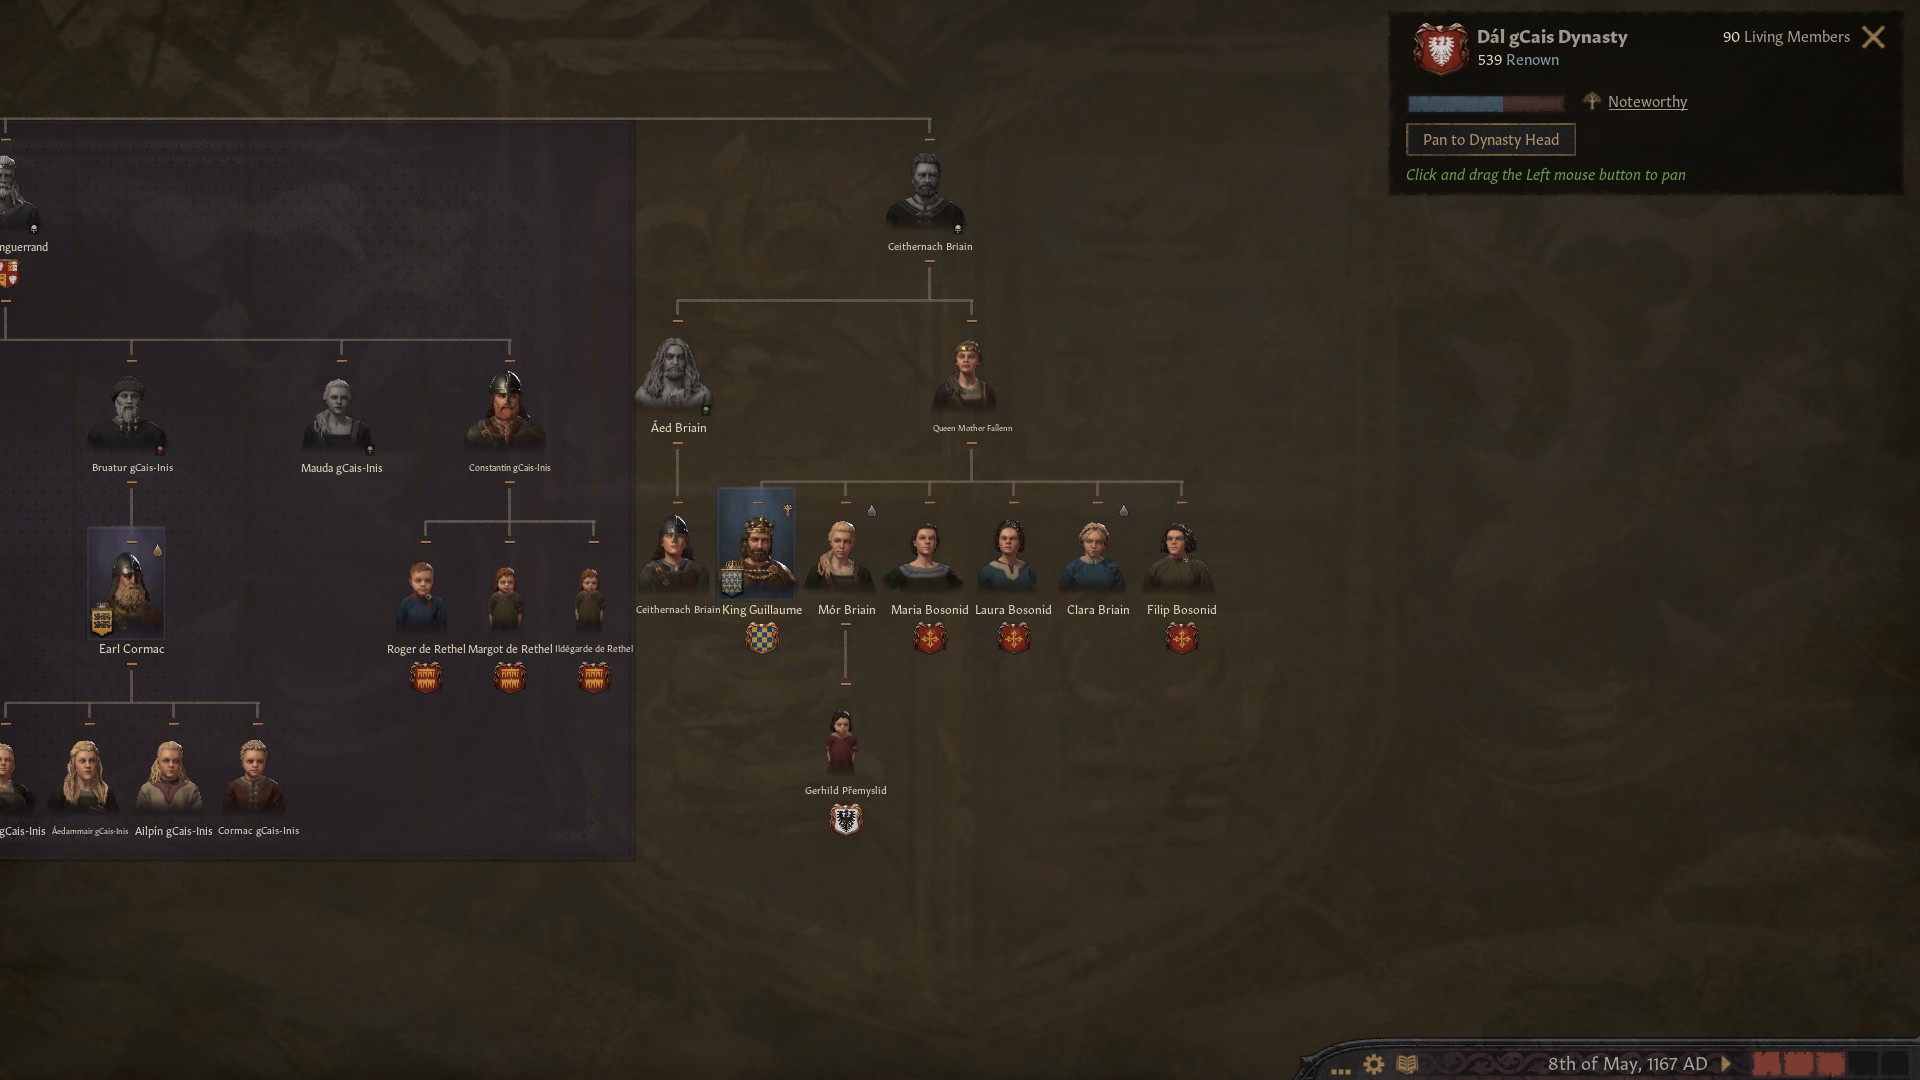 Dál gCais Dynasty
90 Living Members
539 Renown
Noteworthy
Pan to Dynasty Head
Click and drag the Left mouse button to pan
nguerrand
Ceithernach Briain
Áed Briain
Queen Mother Faílenn
Bruatur gCais-Inis
Mauda gCais-Inis
Constantín gCais-Inis
Ceithernach Briain
King Guillaume
Mór Briain
Maria Bosonid
Laura Bosonid
Clara Briain
Filip Bosonid
Earl Cormac
Roger de Rethel
Margot de Rethel
Ildégarde de Rethel
Gerhild Přemyslid
gCais-Inis
Áedammair gCais-Inis
Ailpín gCais-Inis
Cormac gCais-Inis
8th of May, 1167 AD